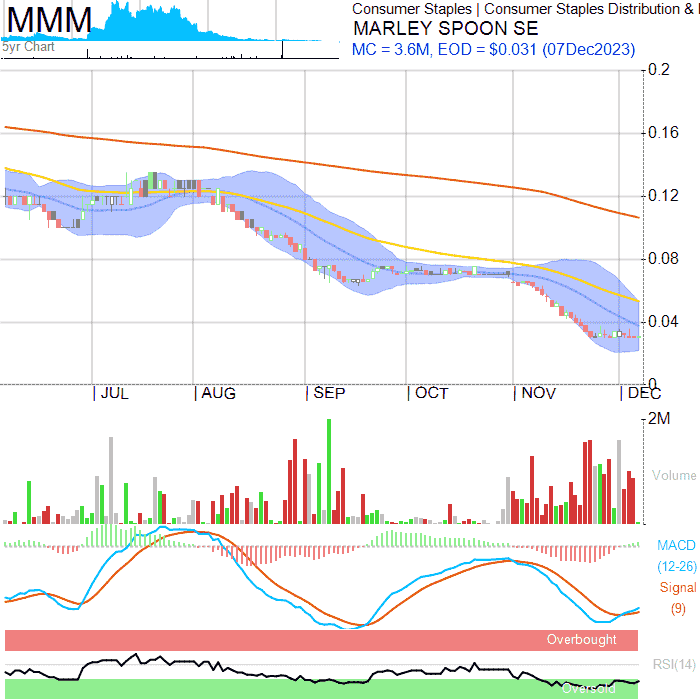 MMM
5yr Chart
Consumer Staples | Consumer Staples Distribution &
MARLEY SPOON SE
MC = 3.6M, EOD = $0.031 (07Dec2023)
0.2
0.16
0.12
0.08
0.04
0
JUL AUG SEP OCT NOV DEC
2M
Volume
MACD
(12-26)
Signal
(9)
Overbought
RSI(14)
Oversold